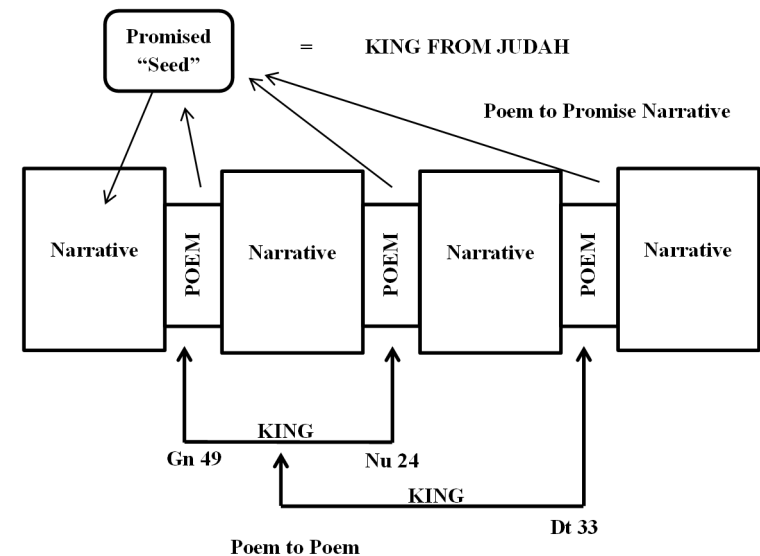 Promised
“Seed”
= KING FROM JUDAH
Poem to Promise Narrative
Narrative
POEM
Narrative
POEM
Narrative
POEM
Narrative
KING
Gn 49
Nu 24
KING
Dt 33
Poem to Poem